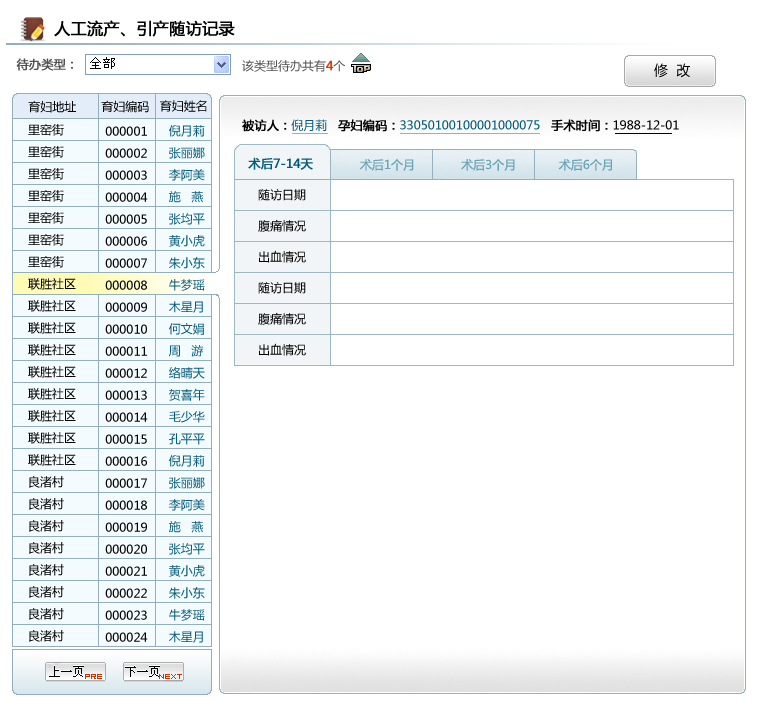 人工流产、引产随访记录
待办类型： 全部 该类型待办共有4个 修 改
育妇地址 育妇编码 育妇姓名
里窑街 000001 倪月莉
里窑街 000002 张丽娜
里窑街 000003 李阿美
里窑街 000004 施 燕
里窑街 000005 张均平
里窑街 000006 黄小虎
里窑街 000007 朱小东
联胜社区 000008 牛梦瑶
联胜社区 000009 木星月
联胜社区 000010 何文娟
联胜社区 000011 周 游
联胜社区 000012 络晴天
联胜社区 000013 贺喜年
联胜社区 000014 毛少华
联胜社区 000015 孔平平
联胜社区 000016 倪月莉
良渚村 000017 张丽娜
良渚村 000018 李阿美
良渚村 000019 施 燕
良渚村 000020 张均平
良渚村 000021 黄小虎
良渚村 000022 朱小东
良渚村 000023 牛梦瑶
良渚村 000024 木星月
上一页PRE 下一页NEXT
被访人：倪月莉 孕妇编码：33050100100001000075 手术时间：1988-12-01
术后7-14天 术后1个月 术后3个月 术后6个月
随访日期
腹痛情况
出血情况
随访日期
腹痛情况
出血情况